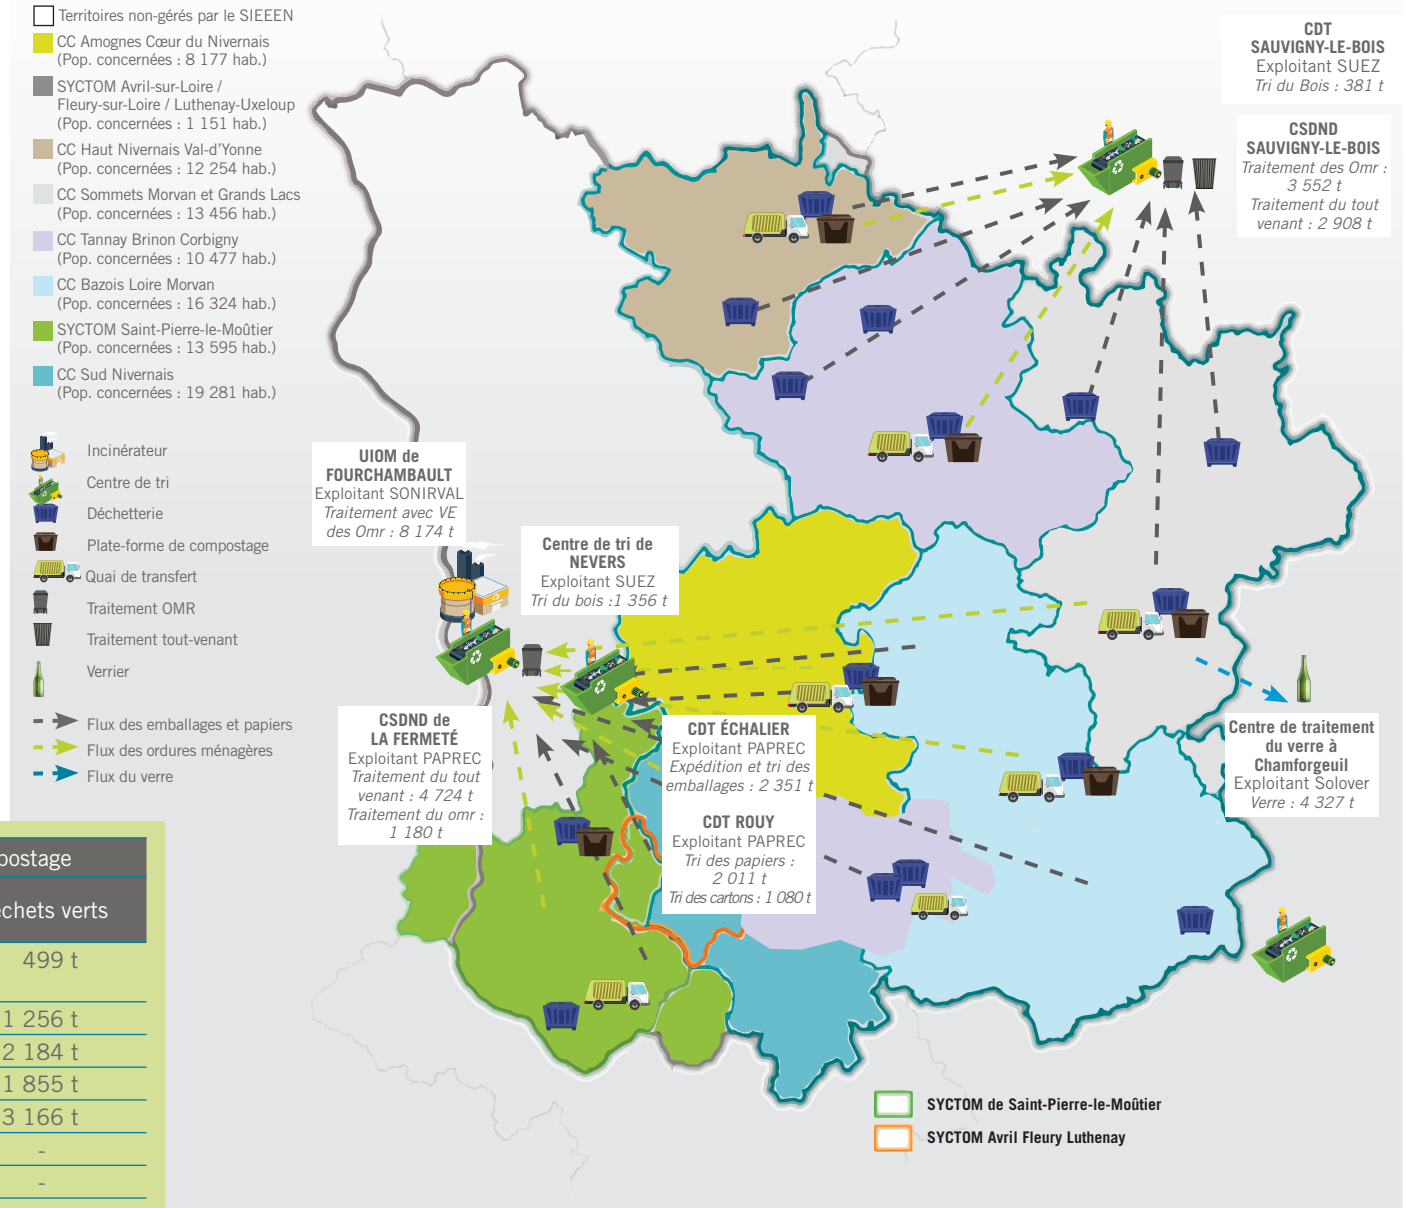 Territoires non-gérés par le SIEEEN
CC Amognes Cœur du Nivernais
(Pop. concernées : 8 177 hab.)
SYCTOM Avril-sur-Loire /
Fleury-sur-Loire / Luthenay-Uxeloup
(Pop. concernées : 1 151 hab.)
CC Haut Nivernais Val-d'Yonne
(Pop. concernées : 12 254 hab.)
CC Sommets Morvan et Grands Lacs
(Pop. concernées : 13 456 hab.)
CC Tannay Brinon Corbigny
(Pop. concernées : 10 477 hab.)
CC Bazois Loire Morvan
(Pop. concernées : 16 324 hab.)
SYCTOM Saint-Pierre-le-Moûtier
(Pop. concernées : 13 595 hab.)
CC Sud Nivernais
(Pop. concernées : 19 281 hab.)
Incinérateur
Centre de tri
Déchetterie
Plate-forme de compostage
Quai de transfert
Traitement OMR
Traitement tout-venant
Verrier
Flux des emballages et papiers
Flux des ordures ménagères
Flux du verre
CDT
SAUVIGNY-LE-BOIS
Exploitant SUEZ
Tri du Bois : 381 t
CSDND
SAUVIGNY-LE-BOIS
Traitement des Omr :
3 552 t
Traitement du tout
venant : 2 908 t
UIOM de
FOURCHAMBAULT
Exploitant SONIRVAL
Traitement avec VE
des Omr : 8 174 t
Centre de tri de
NEVERS
Exploitant SUEZ
Tri du bois :1 356 t
CSDND de
LA FERMETÉ
Exploitant PAPREC
Traitement du tout
venant : 4 724 t
Traitement du omr :
1 180 t
CDT ÉCHALIER
Exploitant PAPREC
Expédition et tri des
emballages : 2 351 t
CDT ROUY
Exploitant PAPREC
Tri des papiers :
2 011 t
Tri des cartons : 1 080 t
Centre de traitement
du verre à
Chamforgeuil
Exploitant Solover
Verre : 4 327 t
postage
échets verts
499 t
1 256 t
2 184 t
1 855 t
3 166 t
-
-
SYCTOM de Saint-Pierre-le-Moûtier
SYCTOM Avril Fleury Luthenay